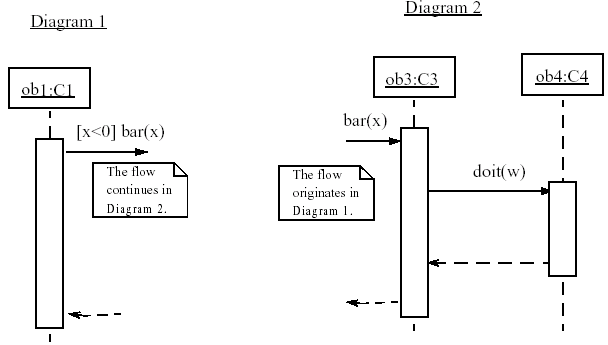 Diagram 1
ob1:C1
[x<0] bar(x)
The flow
continues in
Diagram 2.
Diagram 2
ob3:C3
ob4:C4
bar(x)
The flow
originates in
Diagram 1.
doit(w)